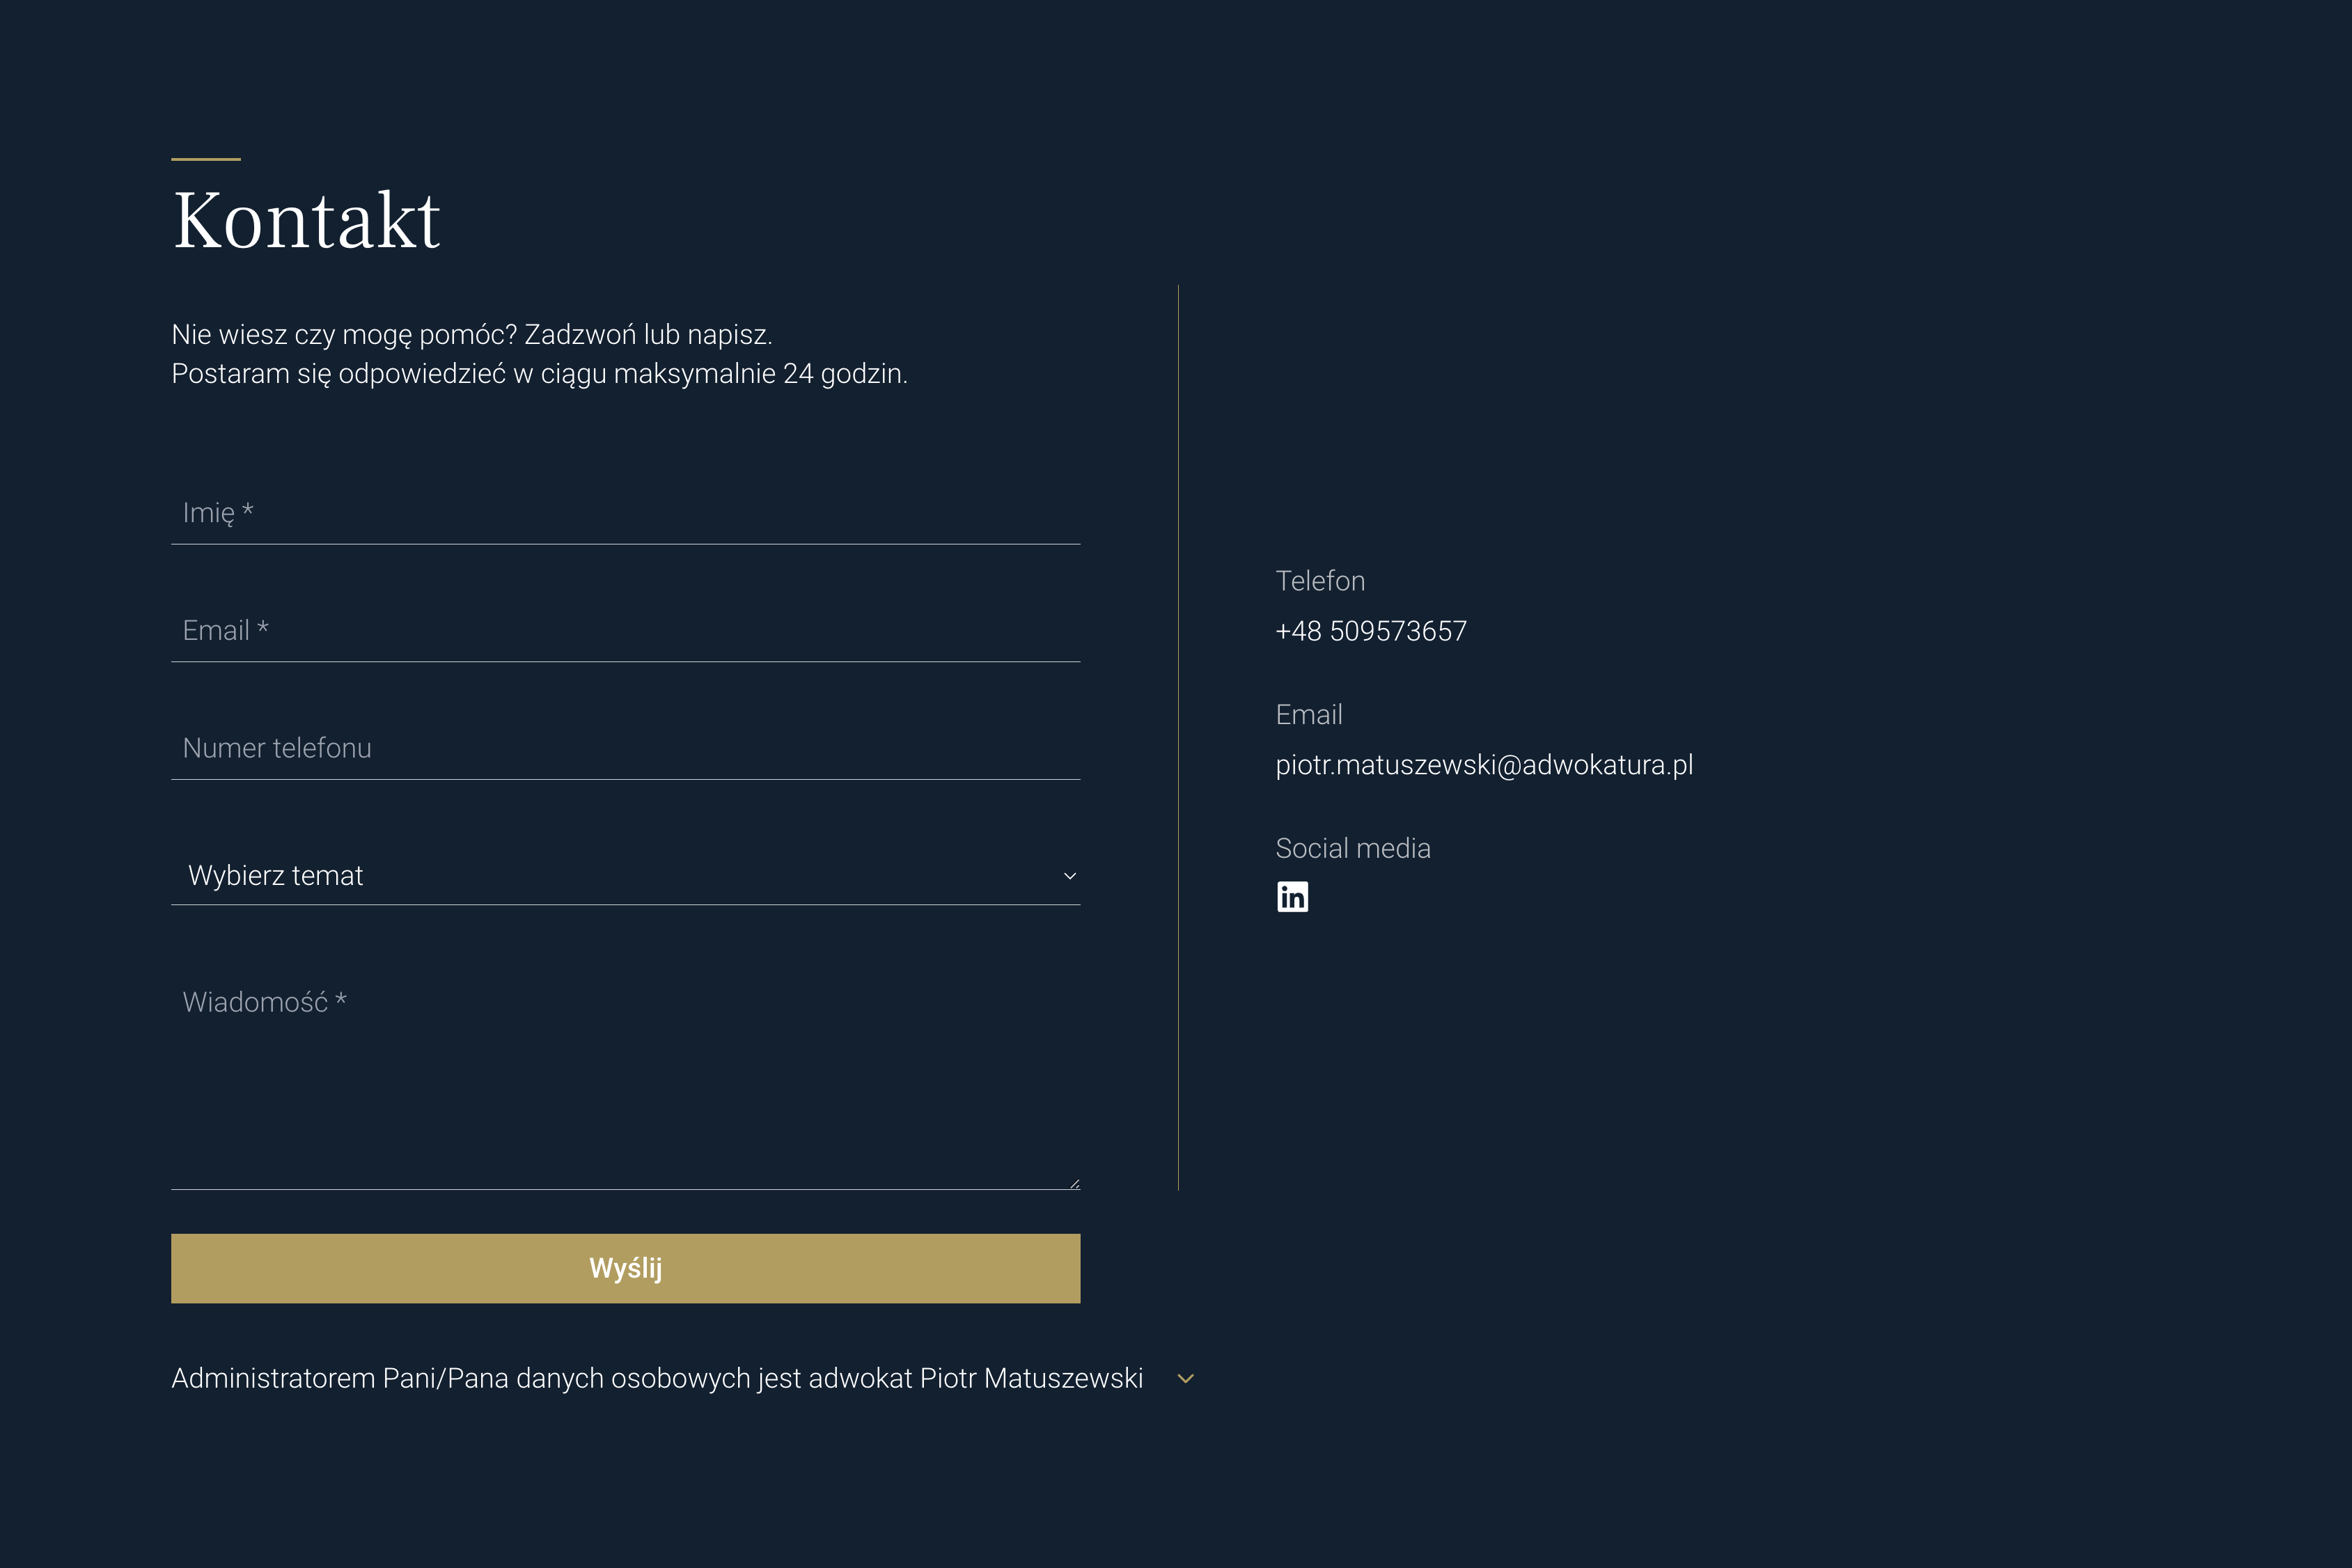 Kontakt
Nie wiesz czy mogę pomóc? Zadzwoń lub napisz.
Postaram się odpowiedzieć w ciągu maksymalnie 24 godzin.
Imię *
Email *
Numer telefonu
Wybierz temat
Wiadomość *
Wyślij
Administratorem Pani/Pana danych osobowych jest adwokat Piotr Matuszewski
Telefon
+48 509573657
Email
piotr.matuszewski@adwokatura.pl
Social media
in